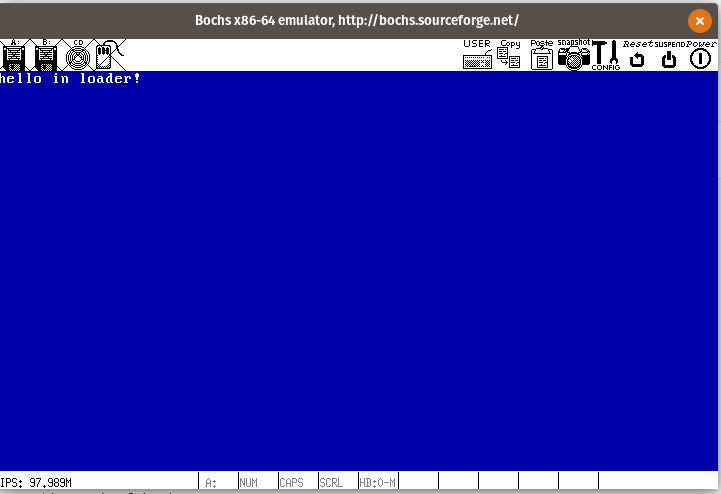 Bochs x86-64 emulator, http://bochs.sourceforge.net/
A: B: CD USER Copy Paste snapshot CONFIG Reset SUSPEND Power
hello in loader!
IPS: 97.989M A: NUM CAPS SCRL HD:0-M